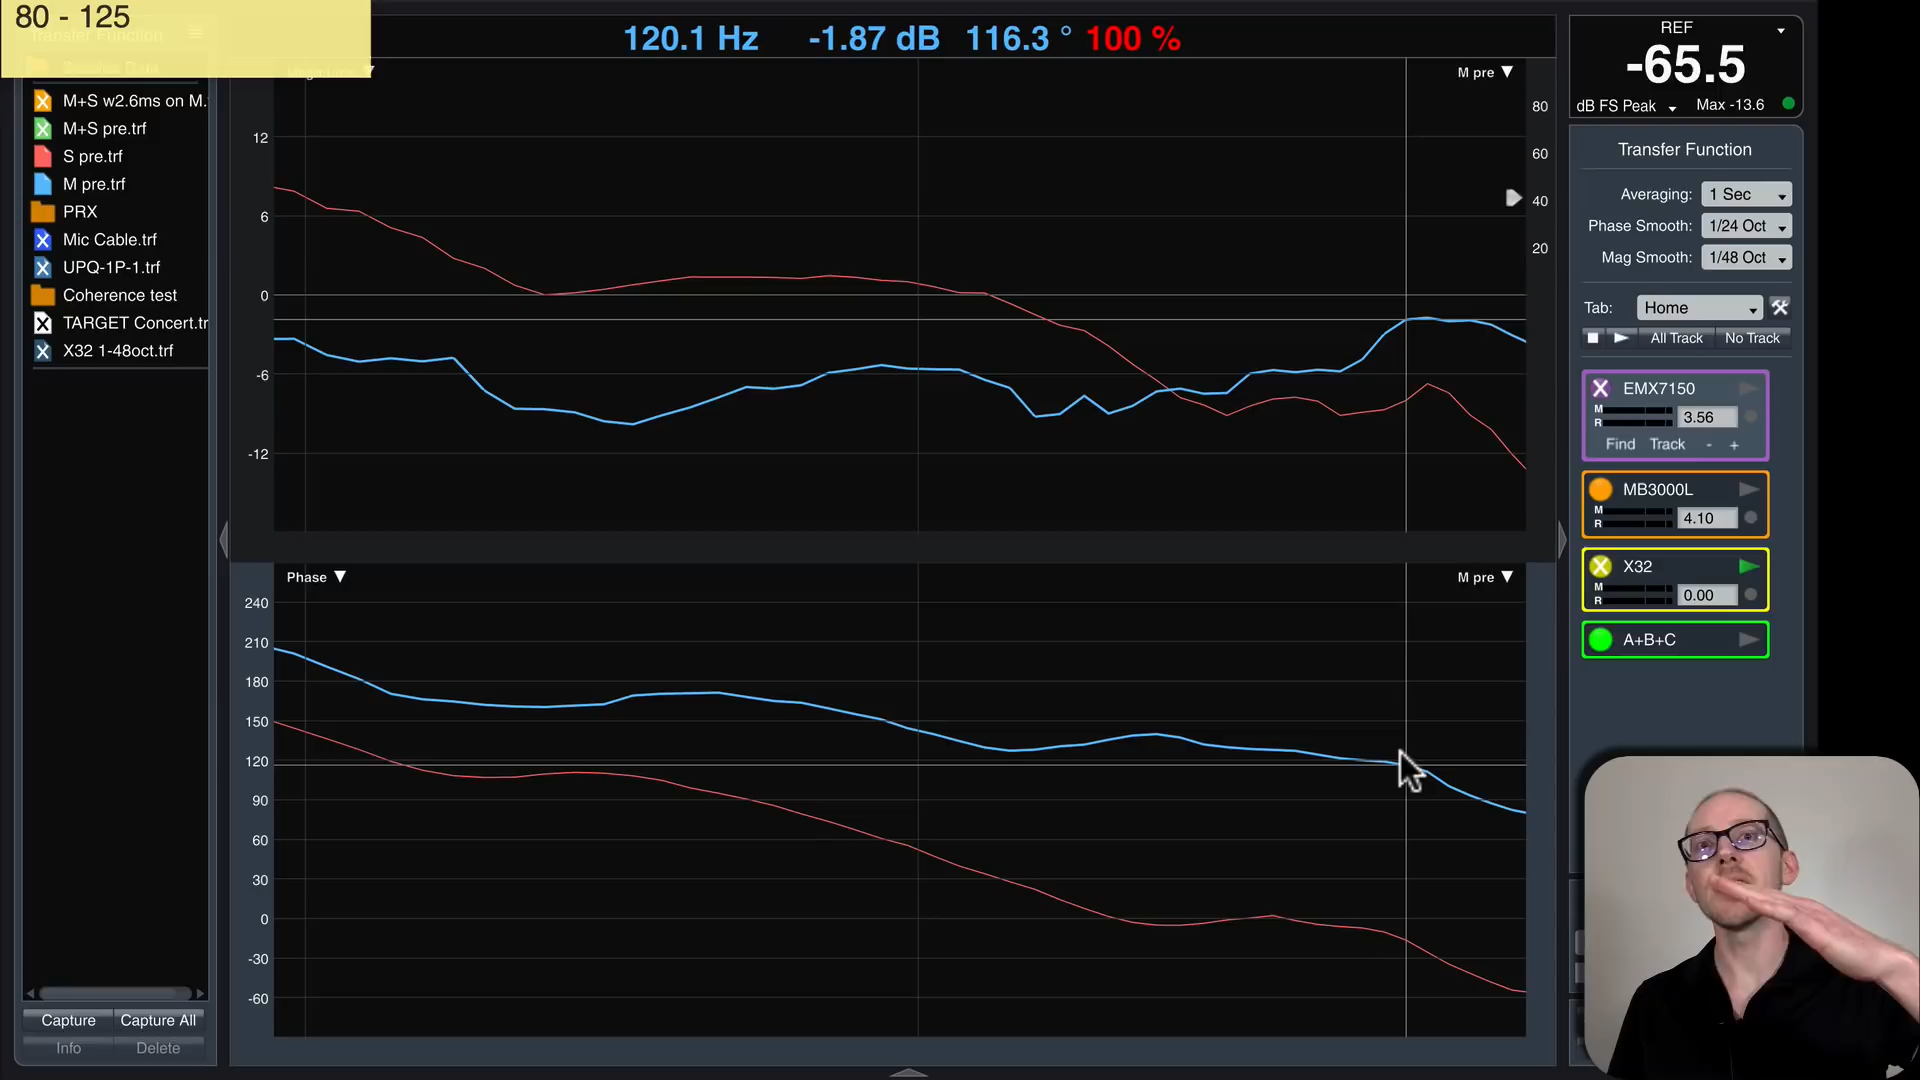 80 - 125
Transfer Function
Session Data
M+S w2.6ms on M.
M+S pre.trf
S pre.trf
M pre.trf
PRX
Mic Cable.trf
UPQ-1P-1.trf
Coherence test
TARGET Concert.tr
X32 1-48oct.trf
Capture
Capture All
Info
Delete
120.1 Hz
-1.87 dB
116.3 °
100 %
Magnitude ▼
M pre ▼
12
6
0
-6
-12
80
60
40
20
Phase ▼
M pre ▼
240
210
180
150
120
90
60
30
0
-30
-60
REF
-65.5
dB FS Peak
Max -13.6
Transfer Function
Averaging: 1 Sec
Phase Smooth: 1/24 Oct
Mag Smooth: 1/48 Oct
Tab: Home
All Track
No Track
EMX7150
M
R
3.56
Find
Track
-
+
MB3000L
M
R
4.10
X32
M
R
0.00
A+B+C